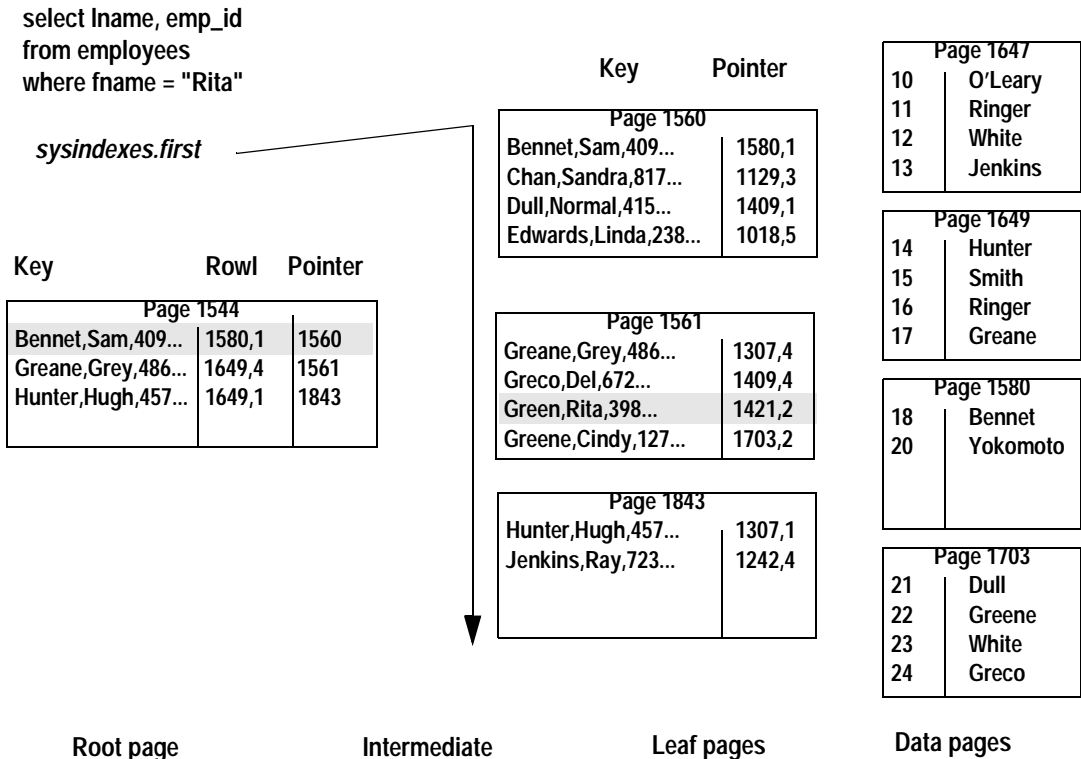 select lname, emp_id
from employees
where fname = "Rita"
sysindexes.first
Key Rowl Pointer
Page 1544
Bennet,Sam,409... 1580,1 1560
Greane,Grey,486... 1649,4 1561
Hunter,Hugh,457... 1649,1 1843
Key Pointer
Page 1560
Bennet,Sam,409... 1580,1
Chan,Sandra,817... 1129,3
Dull,Normal,415... 1409,1
Edwards,Linda,238... 1018,5
Page 1561
Greane,Grey,486... 1307,4
Greco,Del,672... 1409,4
Green,Rita,398... 1421,2
Greene,Cindy,127... 1703,2
Page 1843
Hunter,Hugh,457... 1307,1
Jenkins,Ray,723... 1242,4
Page 1647
10 O’Leary
11 Ringer
12 White
13 Jenkins
Page 1649
14 Hunter
15 Smith
16 Ringer
17 Greane
Page 1580
18 Bennet
20 Yokomoto
Page 1703
21 Dull
22 Greene
23 White
24 Greco
Root page Intermediate Leaf pages Data pages